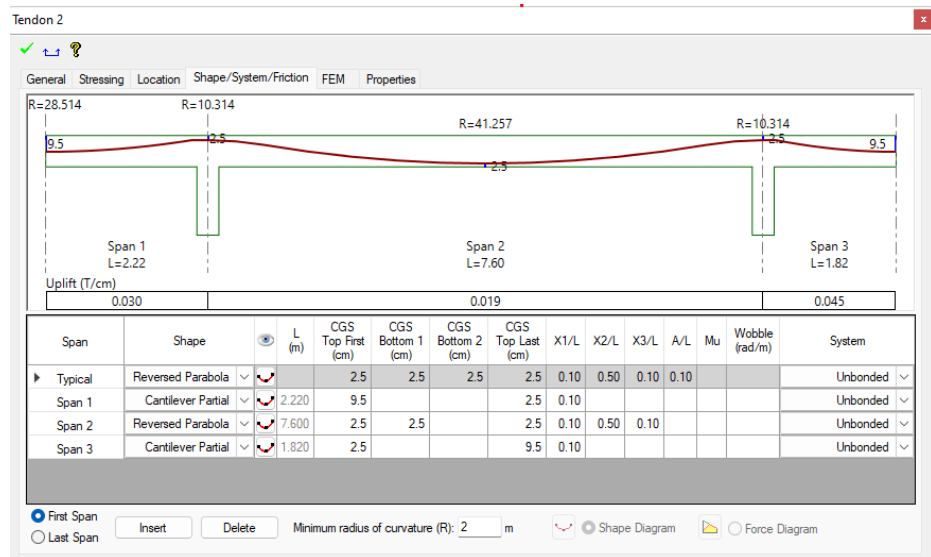 Tendon 2
x
General Stressing Location Shape/System/Friction FEM Properties
R=28.514 R=10.314 R=41.257 R=10.314
9.5 2.5 2.5 2.5 9.5
Span 1 Span 2 Span 3
L=2.22 L=7.60 L=1.82
Uplift (T/cm)
0.030 0.019 0.045
Span Shape L (m) CGS Top First (cm) CGS Bottom 1 (cm) CGS Bottom 2 (cm) CGS Top Last (cm) X1/L X2/L X3/L A/L Mu Wobble (rad/m) System
Typical Reversed Parabola 2.5 2.5 2.5 2.5 0.10 0.50 0.10 0.10 Unbonded
Span 1 Cantilever Partial 2.220 9.5 2.5 0.10 Unbonded
Span 2 Reversed Parabola 7.600 2.5 2.5 2.5 0.10 0.50 0.10 Unbonded
Span 3 Cantilever Partial 1.820 2.5 9.5 0.10 Unbonded
First Span
Last Span
Insert Delete Minimum radius of curvature (R): 2 m Shape Diagram Force Diagram